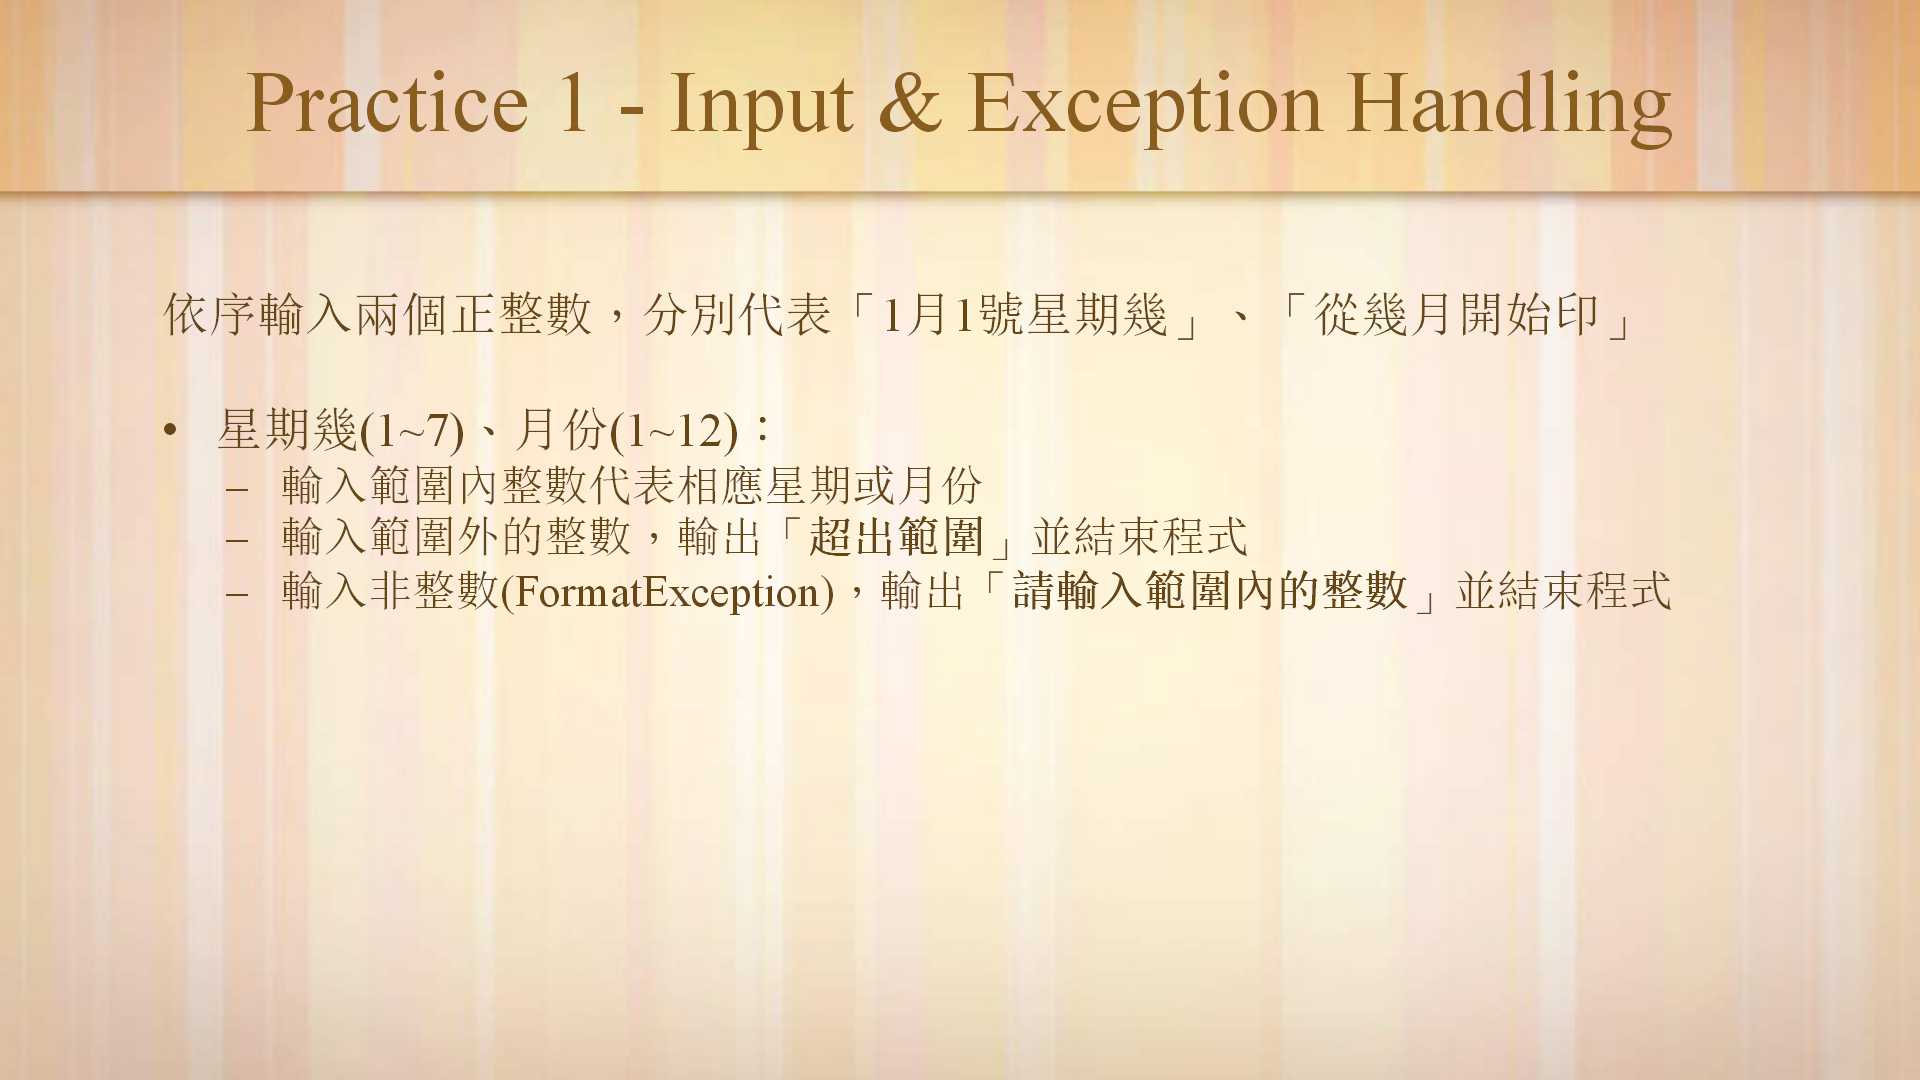 Practice 1 - Input & Exception Handling
依序輸入兩個正整數，分別代表「1月1號星期幾」、「從幾月開始印」
• 星期幾(1~7)、月份(1~12)：
– 輸入範圍內整數代表相應星期或月份
– 輸入範圍外的整數，輸出「超出範圍」並結束程式
– 輸入非整數(FormatException)，輸出「請輸入範圍內的整數」並結束程式